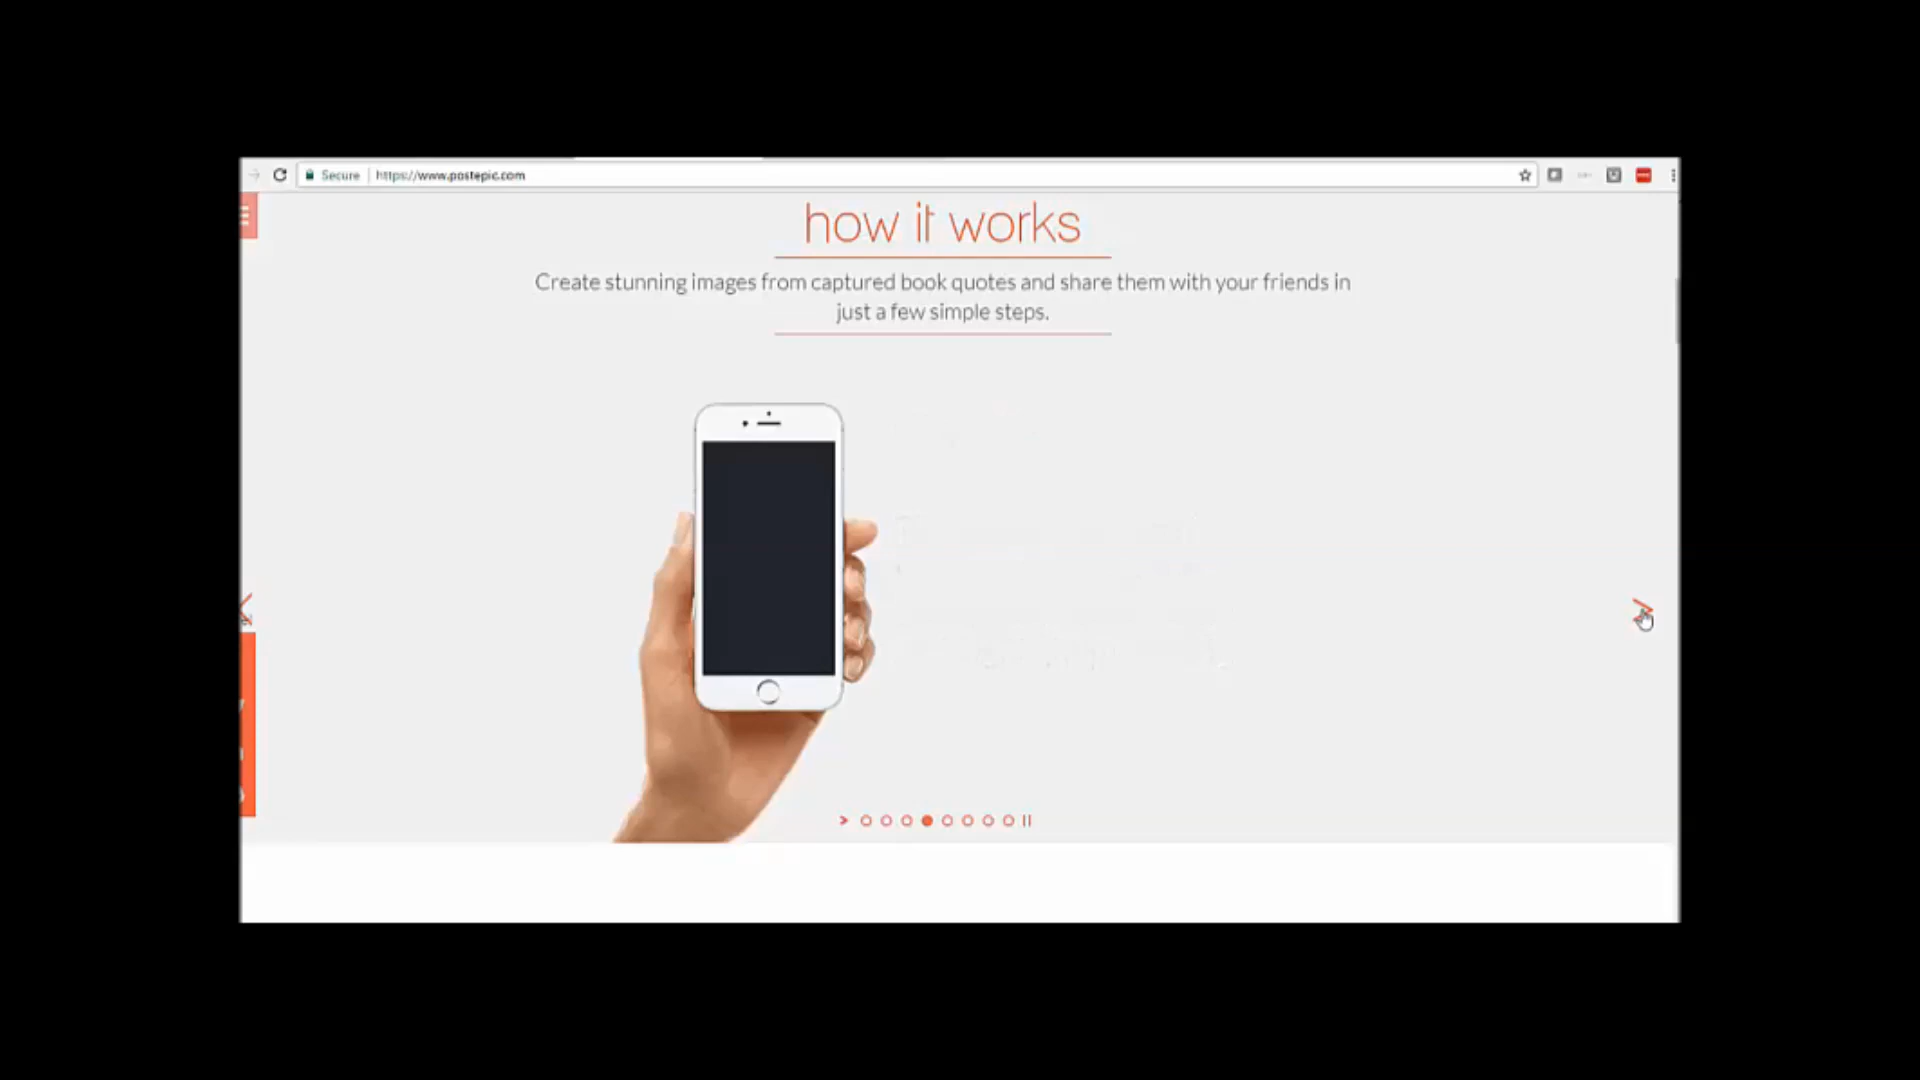 Secure https://www.postepic.com
how it works
Create stunning images from captured book quotes and share them with your friends in
just a few simple steps.